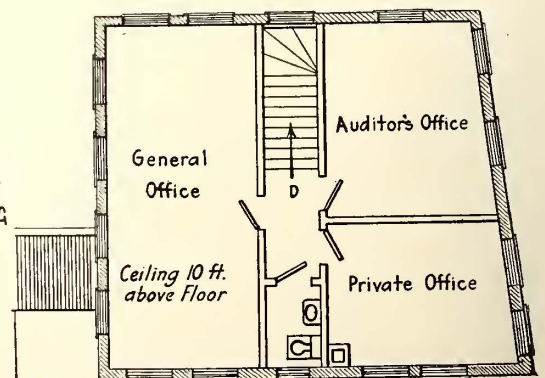 General
Office
Auditor's Office
D
Ceiling 10 ft.
above Floor
Private Office
G